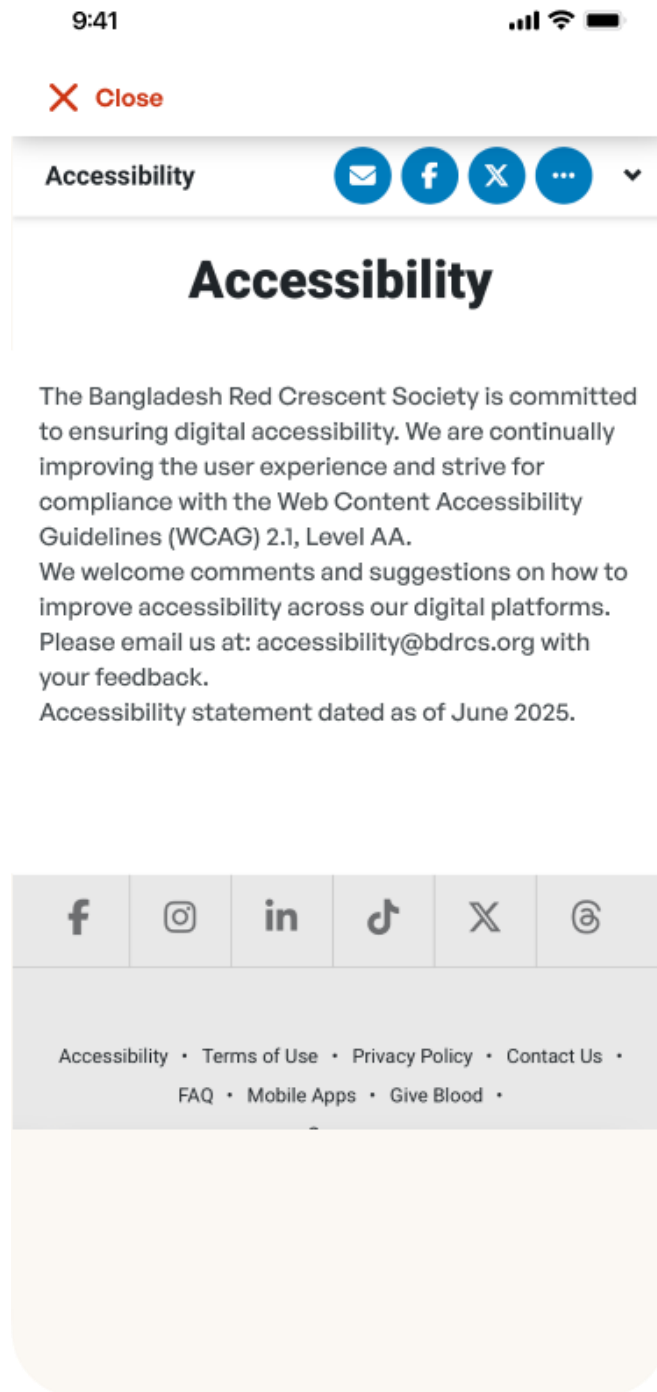 9:41
Close
Accessibility
Accessibility
The Bangladesh Red Crescent Society is committed
to ensuring digital accessibility. We are continually
improving the user experience and strive for
compliance with the Web Content Accessibility
Guidelines (WCAG) 2.1, Level AA.
We welcome comments and suggestions on how to
improve accessibility across our digital platforms.
Please email us at: accessibility@bdrcs.org with
your feedback.
Accessibility statement dated as of June 2025.
Accessibility • Terms of Use • Privacy Policy • Contact Us •
FAQ • Mobile Apps • Give Blood •